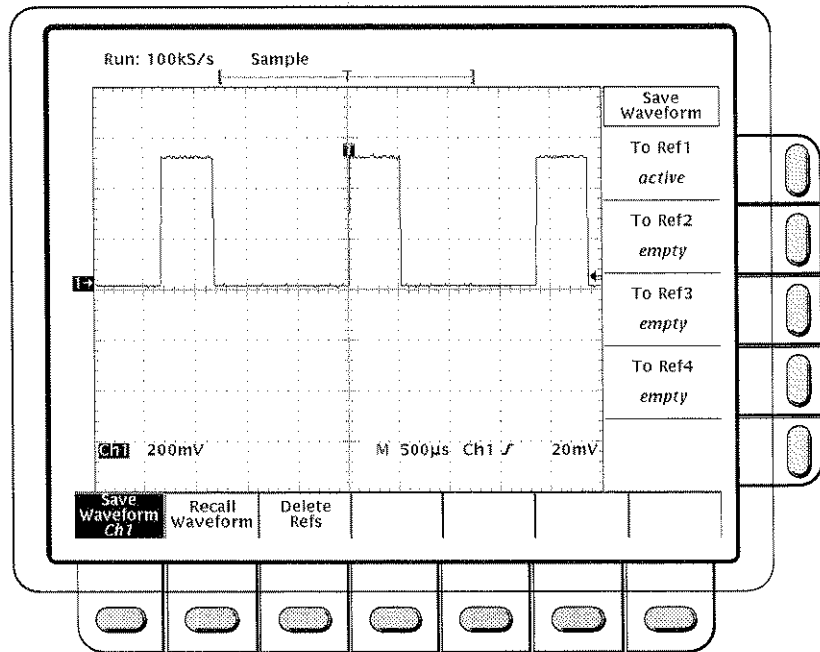 Run: 100kS/s Sample
Save
Waveform
To Ref1
active
T
To Ref2
empty
1→
To Ref3
empty
To Ref4
empty
Ch1 200mV M 500µs Ch1 20mV
Save
Waveform
Ch1
Recall
Waveform
Delete
Refs